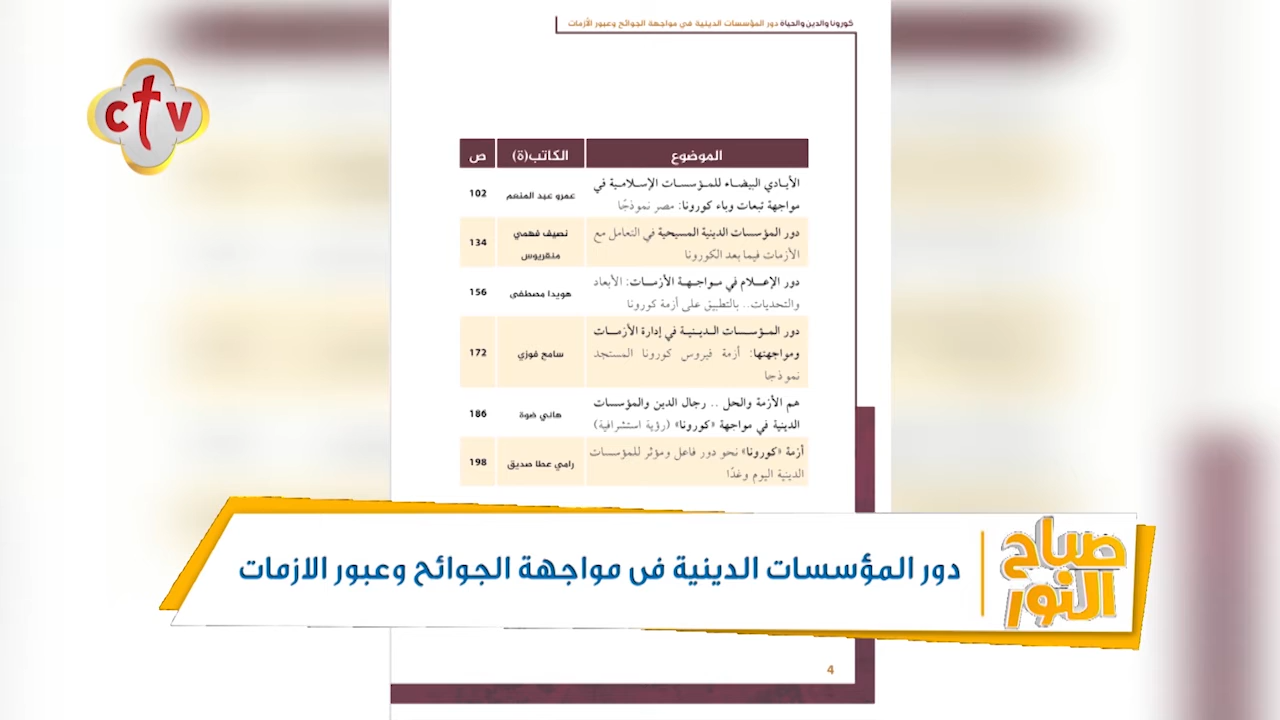 كورونا والدين والحياة دور المؤسسات الدينية في مواجهة الجوائح وعبور الأزمات
ctv
الموضوع الكاتب(ة) ص
الأيادي البيضاء للمؤسسات الإسلامية في
مواجهة تبعات وباء كورونا: مصر نموذجًا
عمرو عبد المنعم
102
دور المؤسسات الدينية المسيحية في التعامل مع
الأزمات فيما بعد الكورونا
نصيف فهمي
منقريوس
134
دور الإعلام في مواجهة الأزمات: الأبعاد
والتحديات.. بالتطبيق على أزمة كورونا
هويدا مصطفى
156
دور المؤسسات الدينية في إدارة الأزمات
ومواجهتها: أزمة فيروس كورونا المستجد
نموذجا
سامح فوزي
172
هم الأزمة والحل .. رجال الدين والمؤسسات
الدينية في مواجهة «كورونا» (رؤية استشرافية)
هاني ضوة
186
أزمة «كورونا» نحو دور فاعل ومؤثر للمؤسسات
الدينية اليوم وغدًا
رامي عطا صديق
198
صباح
النور
دور المؤسسات الدينية فى مواجهة الجوائح وعبور الازمات
4